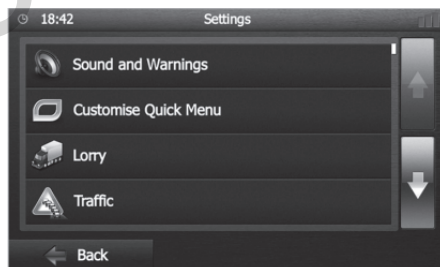 18:42 Settings
Sound and Warnings
Customise Quick Menu
Lorry
Traffic
Back